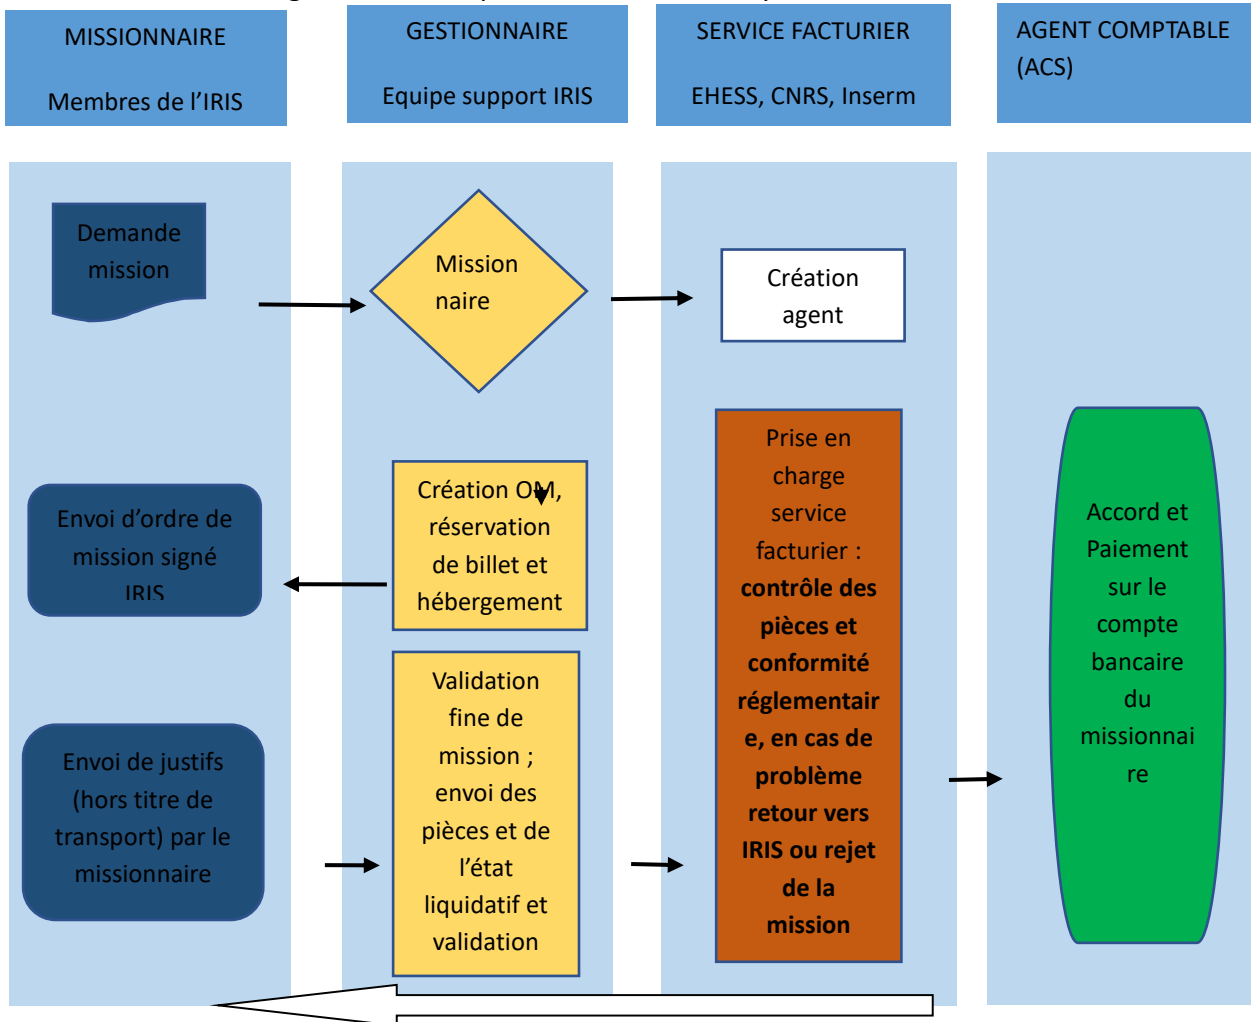 MISSIONNAIRE
Membres de l'IRIS
GESTIONNAIRE
Equipe support IRIS
SERVICE FACTURIER
EHESS, CNRS, Inserm
AGENT COMPTABLE
(ACS)
Demande
mission
Mission
naire
Création
agent
Envoi d'ordre de
mission signé
IRIS
Création OM,
réservation
de billet et
hébergement
Envoi de justifs
(hors titre de
transport) par le
missionnaire
Validation
fine de
mission ;
envoi des
pièces et de
l'état
liquidatif et
validation
Prise en
charge
service
facturier :
contrôle des
pièces et
conformité
réglementair
e, en cas de
problème
retour vers
IRIS ou rejet
de la
mission
Accord et
Paiement
sur le
compte
bancaire
du
missionnai
re